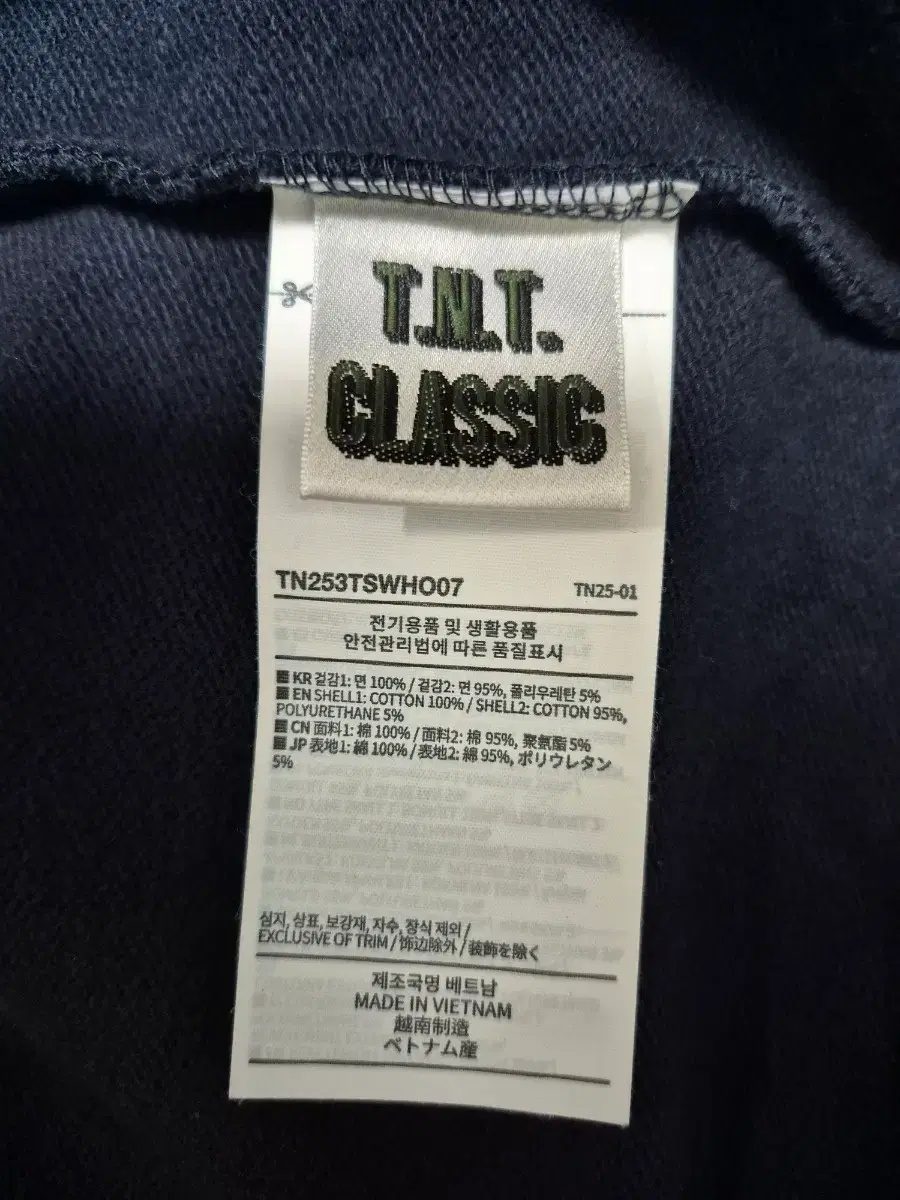 T.N.T.
CLASSIC
TN253TSWHO07
TN25-01
전기용품 및 생활용품
안전관리법에 따른 품질표시
KR 겉감1: 면 100% / 겉감2: 면 95%, 폴리우레탄 5%
EN SHELL1: COTTON 100% / SHELL2: COTTON 95%,
POLYURETHANE 5%
CN 面料1: 棉 100% / 面料2: 棉 95%, 聚氨酯 5%
JP 表地1: 綿 100% / 表地2: 綿 95%, ポリウレタン
5%
심지, 상표, 보강재, 자수, 장식 제외 /
EXCLUSIVE OF TRIM / 饰边除外 / 装飾を除く
제조국명 베트남
MADE IN VIETNAM
越南制造
ベトナム産